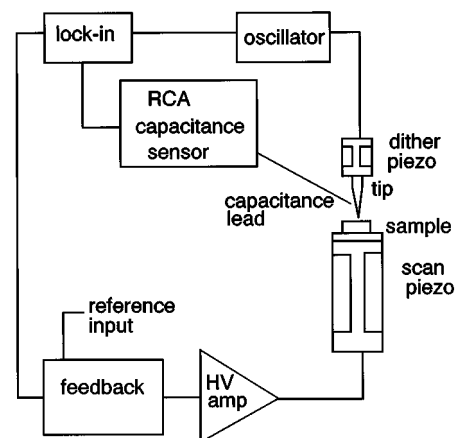 lock-in
oscillator
RCA
capacitance
sensor
dither
piezo
tip
capacitance
lead
sample
scan
piezo
reference
input
feedback
HV
amp